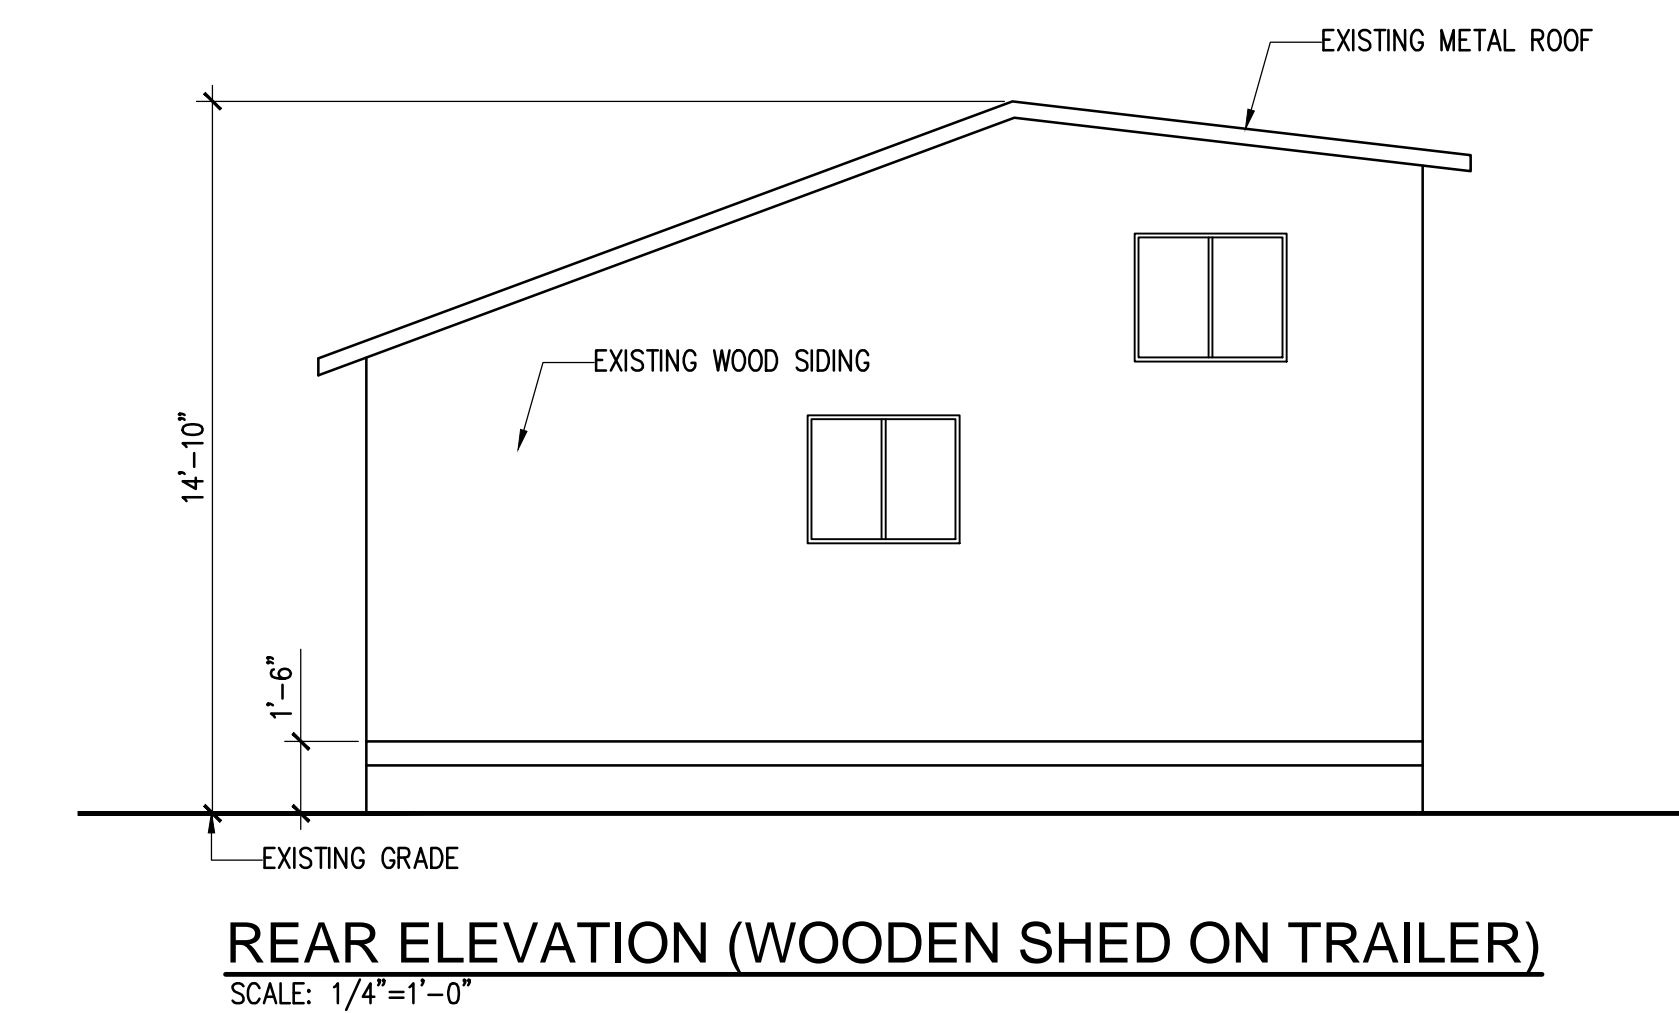 EXISTING METAL ROOF
EXISTING WOOD SIDING
14'-10"
1'-6"
EXISTING GRADE
REAR ELEVATION (WOODEN SHED ON TRAILER)
SCALE: 1/4"=1'-0"